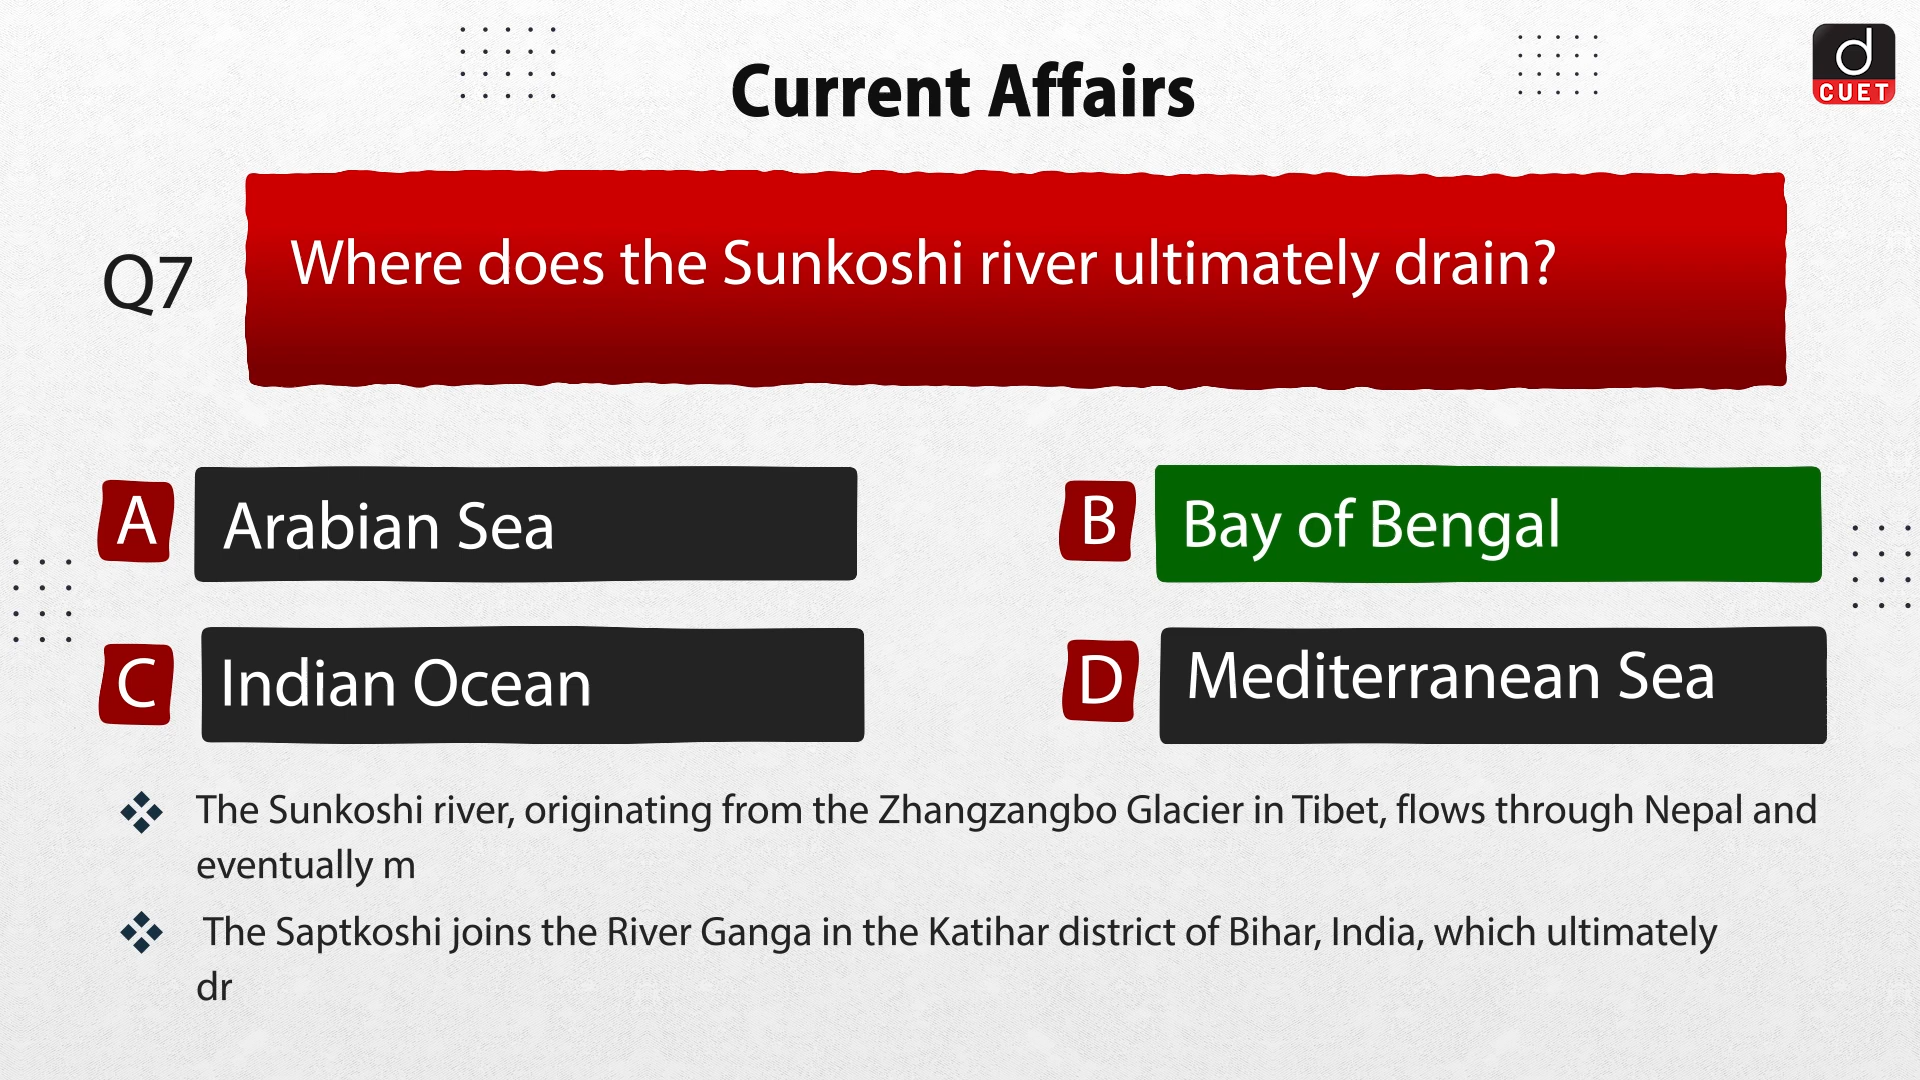 Current Affairs
d
CUET
Q7
Where does the Sunkoshi river ultimately drain?
A
Arabian Sea
B
Bay of Bengal
C
Indian Ocean
D
Mediterranean Sea
The Sunkoshi river, originating from the Zhangzangbo Glacier in Tibet, flows through Nepal and
eventually m
The Saptkoshi joins the River Ganga in the Katihar district of Bihar, India, which ultimately
dr